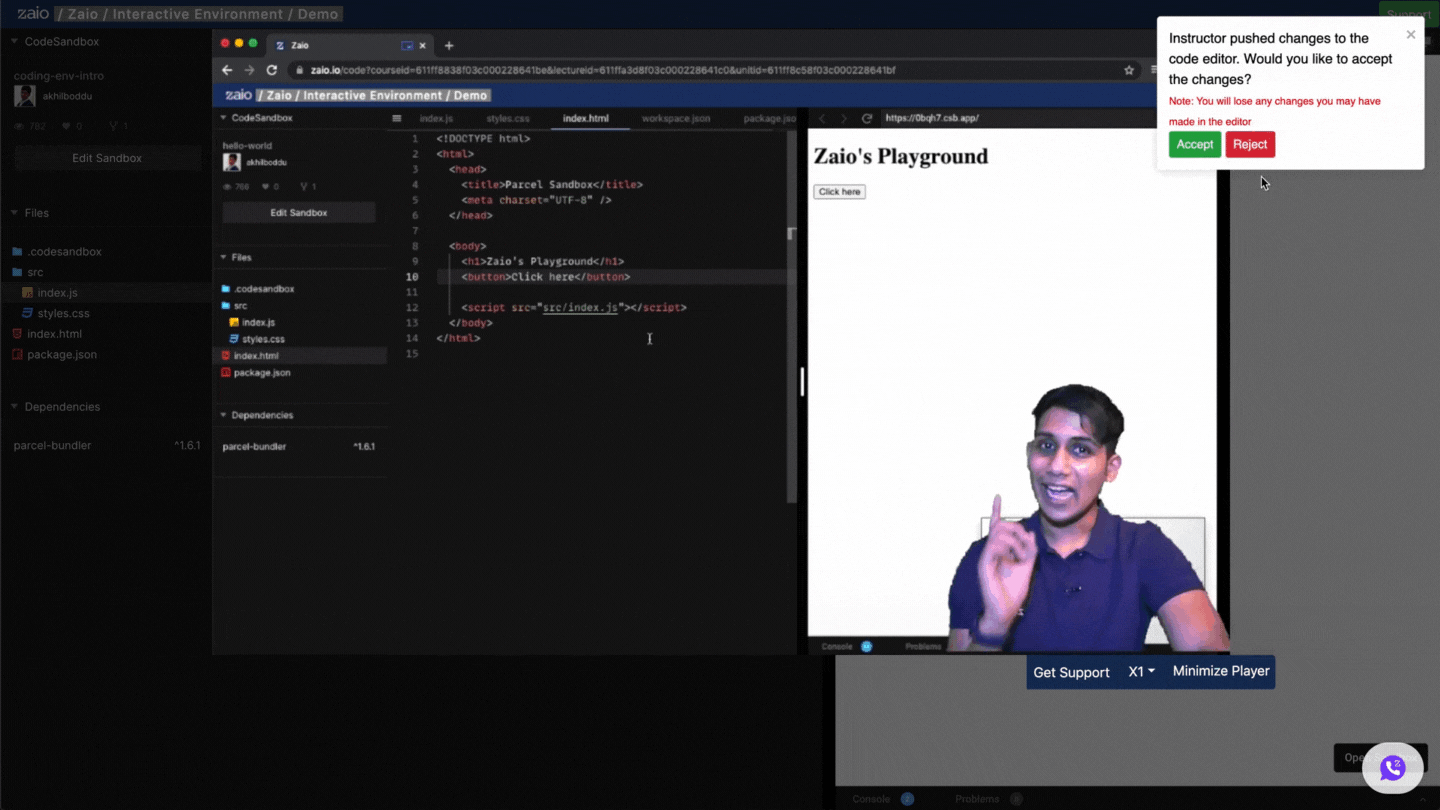 zaio / Zaio / Interactive Environment / Demo
Support
CodeSandbox
coding-env-intro
akhilboddu
782 0 1
Edit Sandbox
Files
.codesandbox
src
index.js
styles.css
index.html
package.json
Dependencies
parcel-bundler ^1.6.1
Zaio
zaio.io/code?courseid=611ff8838f03c000228641be&lectureid=611ffa3d8f03c000228641c0&unitid=611ff8c58f03c000228641bf
zaio / Zaio / Interactive Environment / Demo
CodeSandbox
hello-world
akhilboddu
766 0 1
Edit Sandbox
Files
.codesandbox
src
index.js
styles.css
index.html
package.json
Dependencies
parcel-bundler ^1.6.1
index.js styles.css index.html workspace.json package.jso
1 <!DOCTYPE html>
2 <html>
3 <head>
4 <title>Parcel Sandbox</title>
5 <meta charset="UTF-8" />
6 </head>
7
8 <body>
9 <h1>Zaio's Playground</h1>
10 <button>Click here</button>
11
12 <script src="src/index.js"></script>
13 </body>
14 </html>
15
https://0bqh7.csb.app/
Zaio's Playground
Click here
Console
Problems
Instructor pushed changes to the
code editor. Would you like to accept
the changes?
Note: You will lose any changes you may have
made in the editor
Accept Reject
Get Support X1 Minimize Player
Console 2 Problems 0